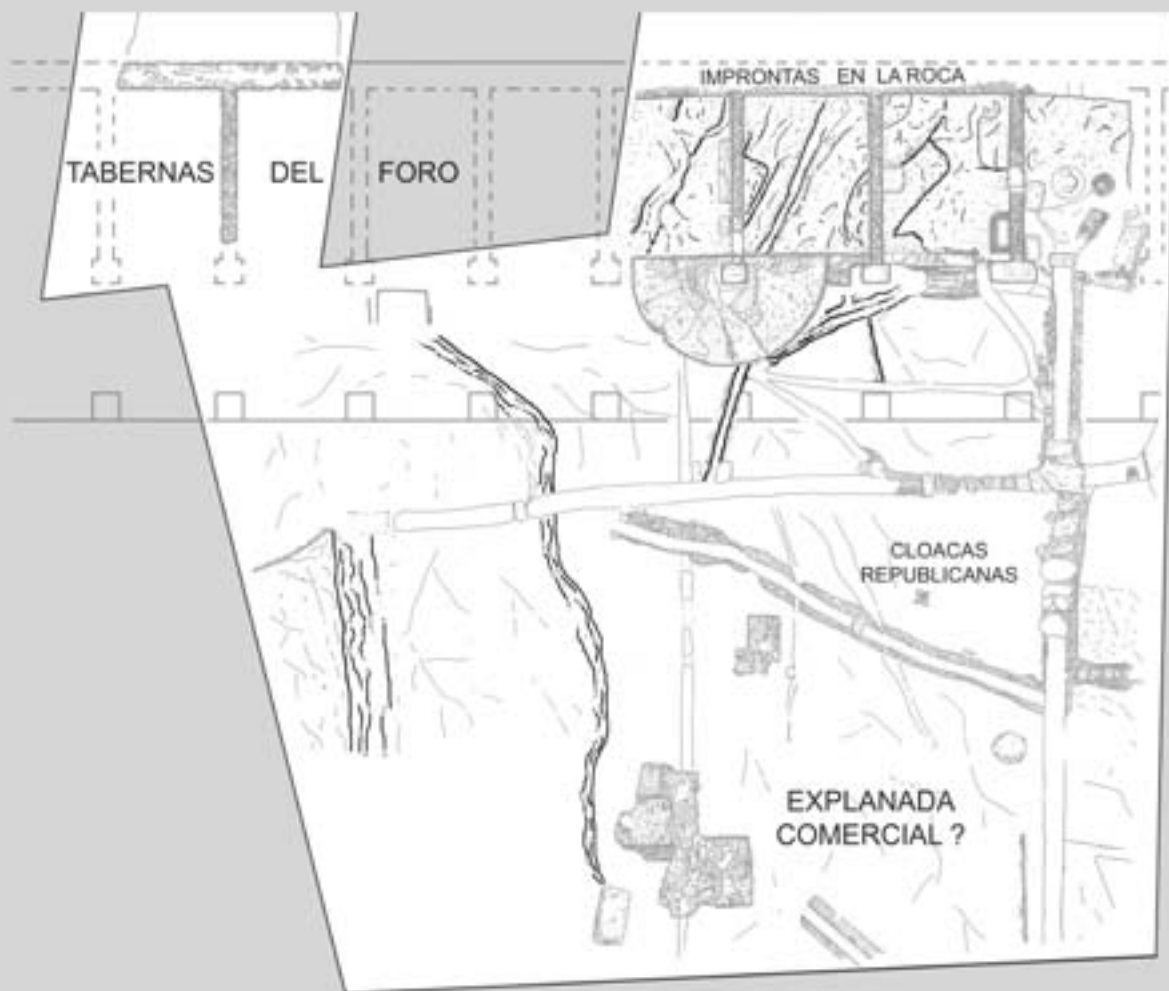 IMPRONTAS EN LA ROCA
TABERNAS DEL FORO
CLOACAS
REPUBLICANAS
EXPLANADA
COMERCIAL ?